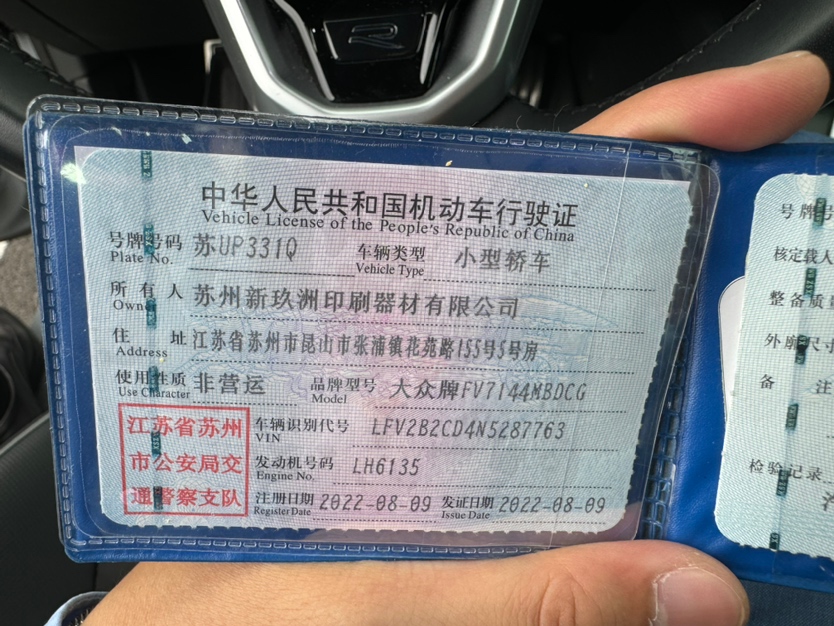 中华人民共和国机动车行驶证
Vehicle License of the People's Republic of China
号牌号码 苏UP331Q 车辆类型 小型轿车
Plate No. Vehicle Type
所有人 苏州新玖洲印刷器材有限公司
Owner
住址 江苏省苏州市昆山市张浦镇花苑路155号5号房
Address
使用性质 非营运 品牌型号 大众牌FV7144MBDCG
Use Character Model
江苏省苏州 车辆识别代号 LFV2B2CD4N5287763
VIN
市公安局交 发动机号码 LH6135
Engine No.
通警察支队 注册日期 2022-08-09 发证日期 2022-08-09
Register Date Issue Date
号牌
核定载人
整备质
外廓尺寸
备注
检验记录